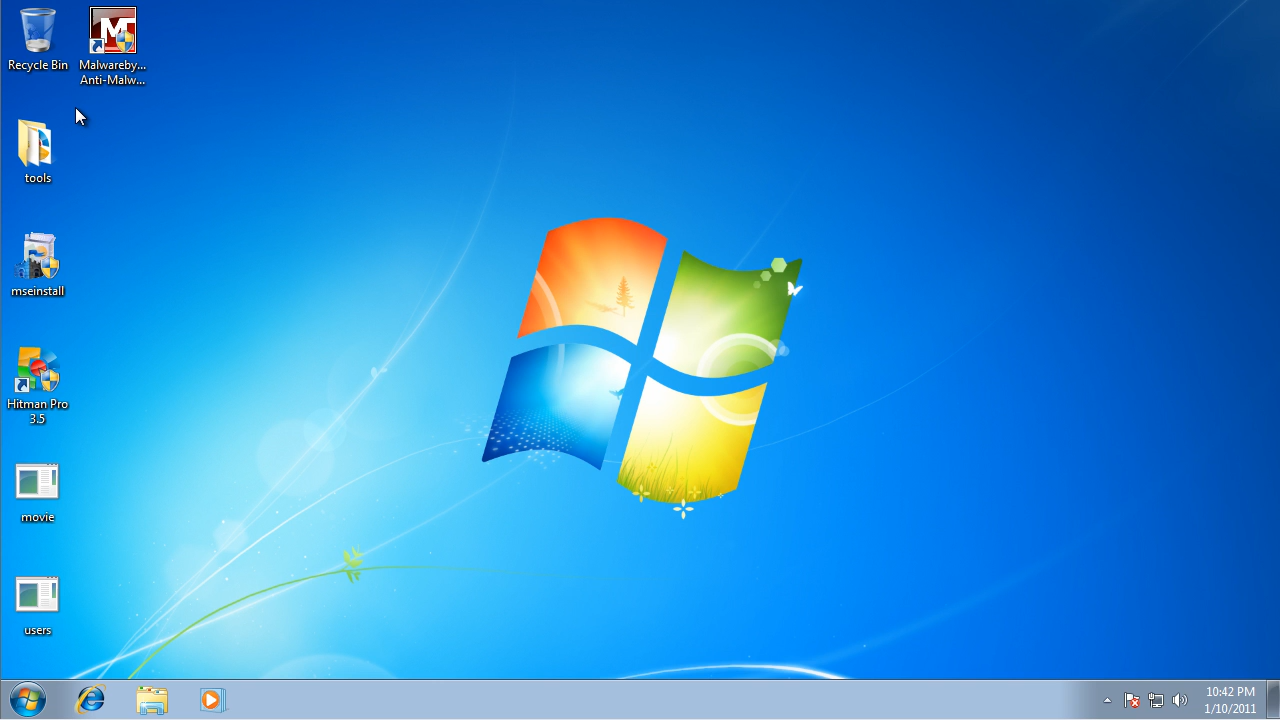 Recycle Bin
Malwareby...
Anti-Malw...
tools
mseinstall
Hitman Pro
3.5
movie
users
10:42 PM
1/10/2011